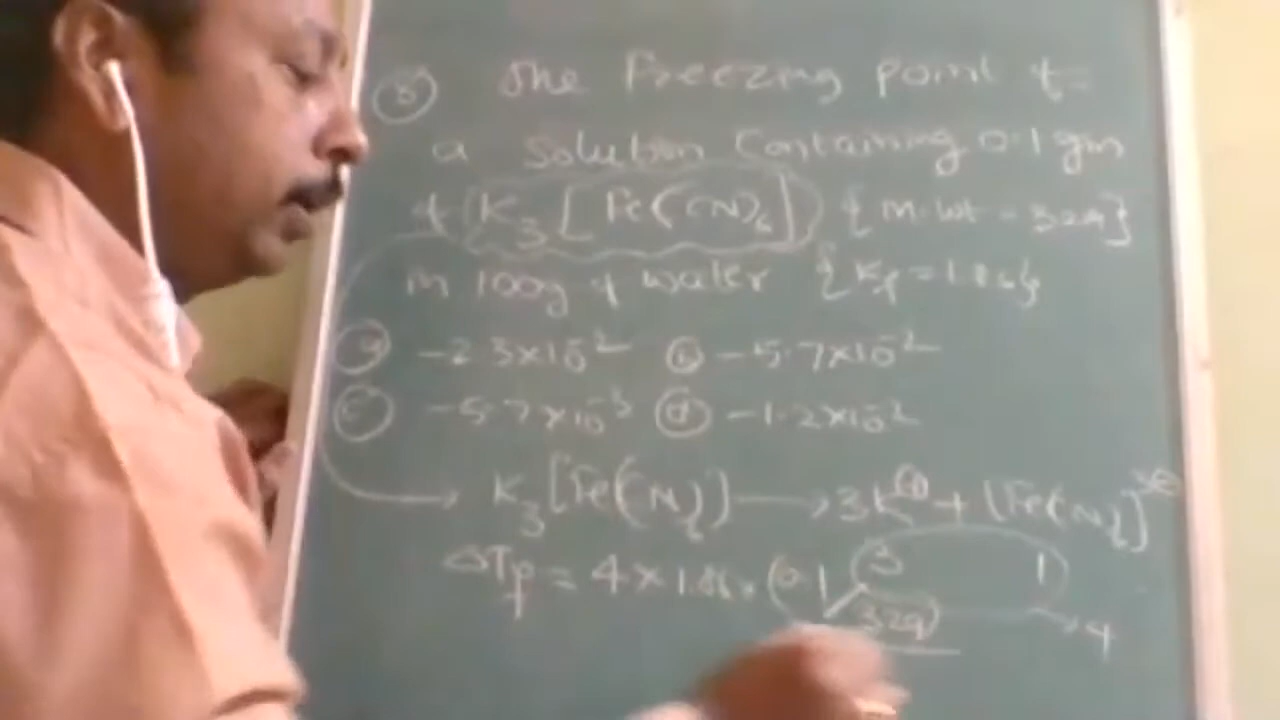 8 The Freezing point of
a solution Containing 0.1 gm
of K3[Fe(CN)6] {m.wt = 329}
in 100g of water {Kf = 1.86}
a -2.3×10^-2 b -5.7×10^-2
c -5.7×10^-3 d -1.2×10^-2
K3[Fe(CN)6] → 3K⊕ + [Fe(CN)6]^3⊖
3 1
ΔTf = 4 × 1.86 × (0.1/329) → 4